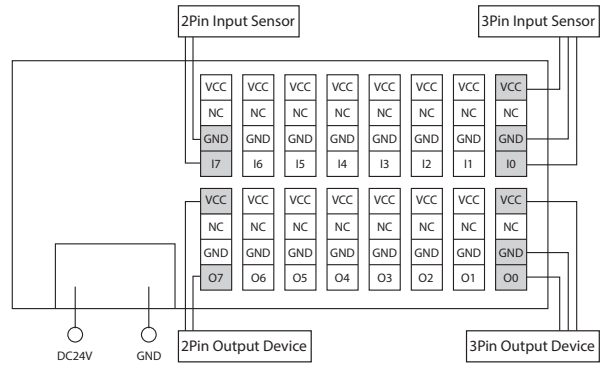 2Pin Input Sensor 3Pin Input Sensor
VCC VCC VCC VCC VCC VCC VCC VCC
NC NC NC NC NC NC NC NC
GND GND GND GND GND GND GND GND
I7 I6 I5 I4 I3 I2 I1 I0
VCC VCC VCC VCC VCC VCC VCC VCC
NC NC NC NC NC NC NC NC
GND GND GND GND GND GND GND GND
O7 O6 O5 O4 O3 O2 O1 O0
DC24V GND 2Pin Output Device 3Pin Output Device